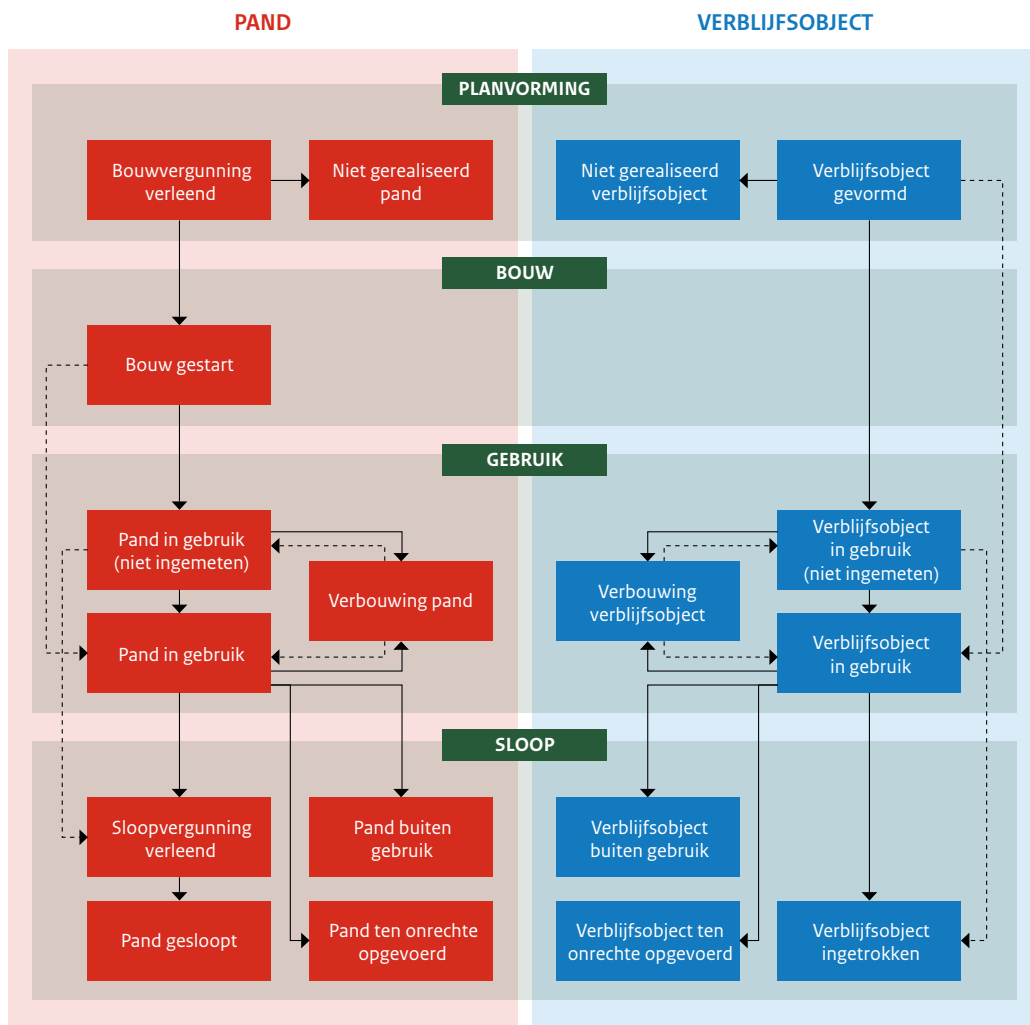 PAND
VERBLIJFSOBJECT
PLANVORMING
Bouwvergunning
verleend
Niet gerealiseerd
pand
Niet gerealiseerd
verblijfsobject
Verblijfsobject
gevormd
BOUW
Bouw gestart
GEBRUIK
Pand in gebruik
(niet ingemeten)
Verbouwing pand
Pand in gebruik
Verbouwing
verblijfsobject
Verblijfsobject
in gebruik
(niet ingemeten)
Verblijfsobject
in gebruik
SLOOP
Sloopvergunning
verleend
Pand buiten
gebruik
Verblijfsobject
buiten gebruik
Pand gesloopt
Pand ten onrechte
opgevoerd
Verblijfsobject ten
onrechte opgevoerd
Verblijfsobject
ingetrokken